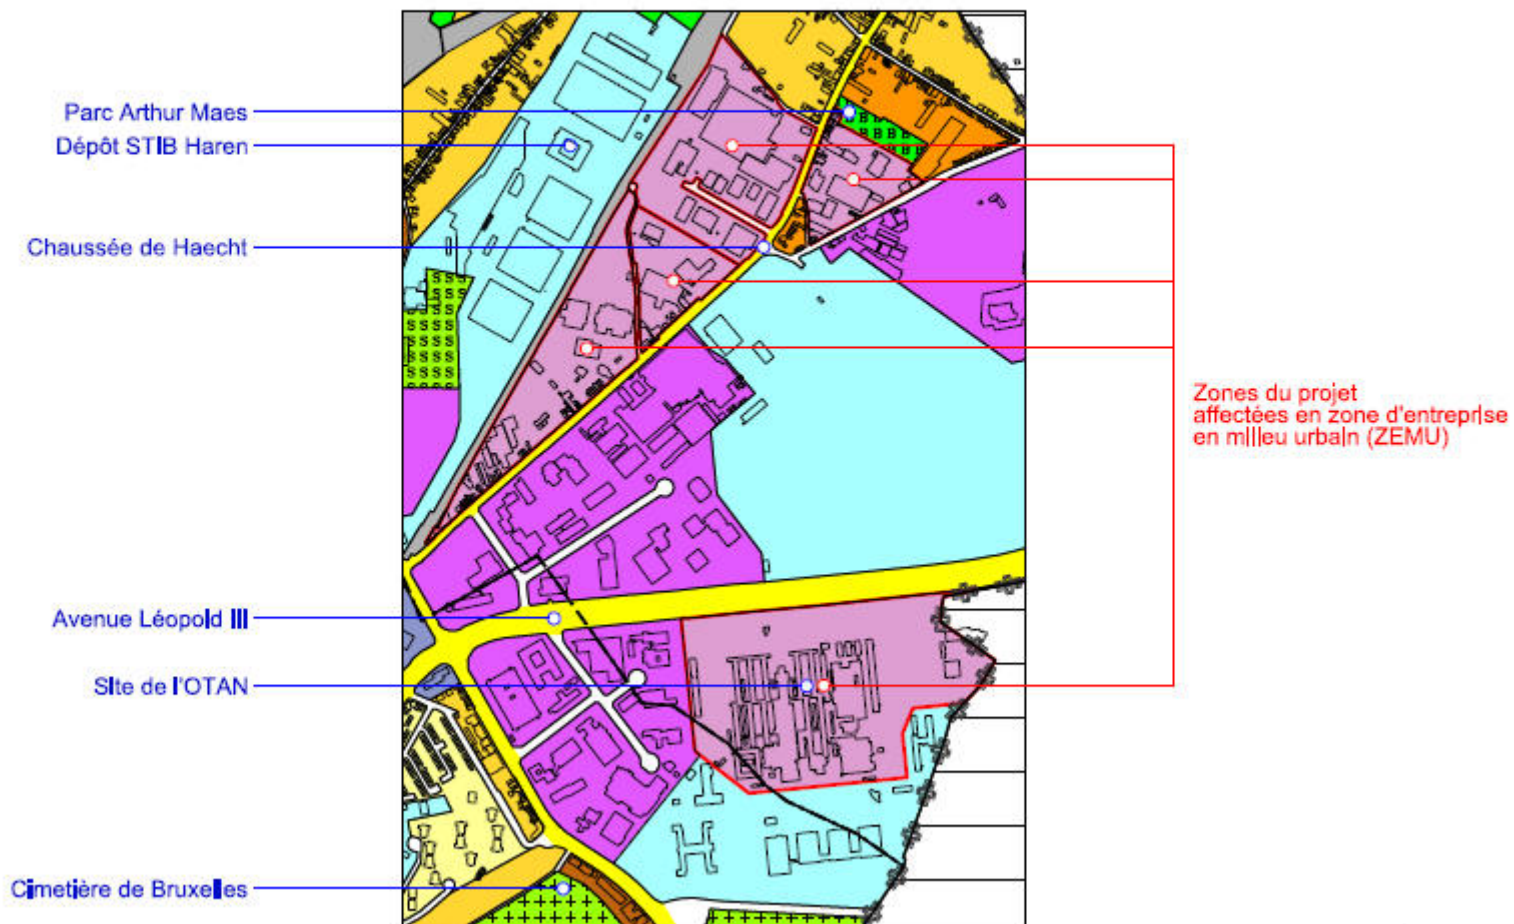 Parc Arthur Maes
Dépôt STIB Haren
Chaussée de Haecht
Avenue Léopold III
Site de l'OTAN
Cimetière de Bruxelles
Zones du projet
affectées en zone d'entreprise
en milieu urbain (ZEMU)
B B B B
B B B
B B
S S S S
S S S S
S S S S
S S S S
S S S S
S S S S
S S S S